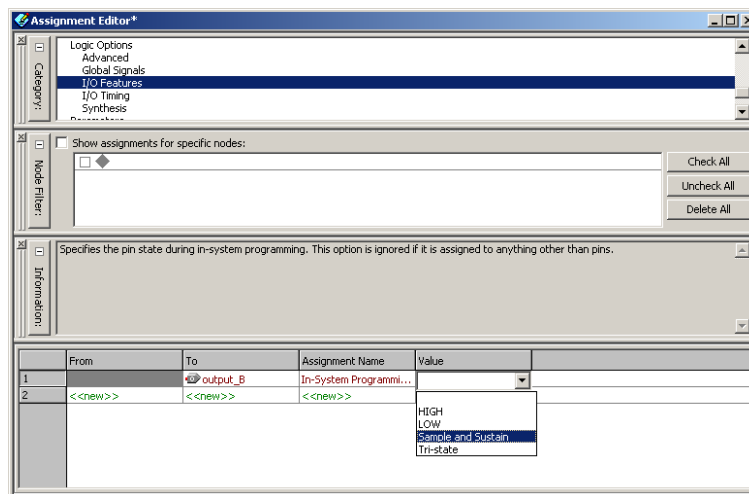 Assignment Editor*
Category:
Logic Options
Advanced
Global Signals
I/O Features
I/O Timing
Synthesis
Parameters
Node Filter:
Show assignments for specific nodes:
Check All
Uncheck All
Delete All
Information:
Specifies the pin state during in-system programming. This option is ignored if it is assigned to anything other than pins.
From To Assignment Name Value
1 output_B In-System Programmi...
2 <<new>> <<new>> <<new>>
HIGH
LOW
Sample and Sustain
Tri-state